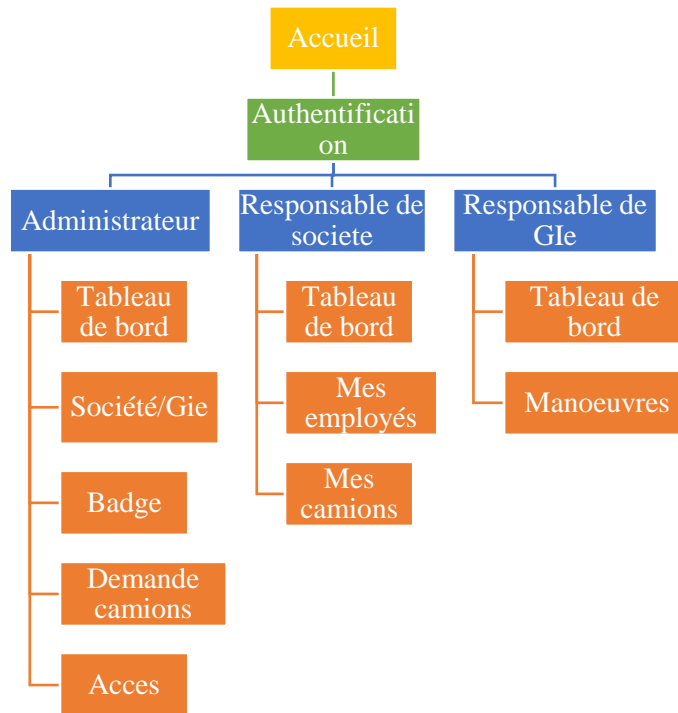 Accueil
Authentificati
on
Administrateur
Responsable de
societe
Responsable de
GIe
Tableau
de bord
Société/Gie
Badge
Demande
camions
Acces
Tableau
de bord
Mes
employés
Mes
camions
Tableau de
bord
Manoeuvres